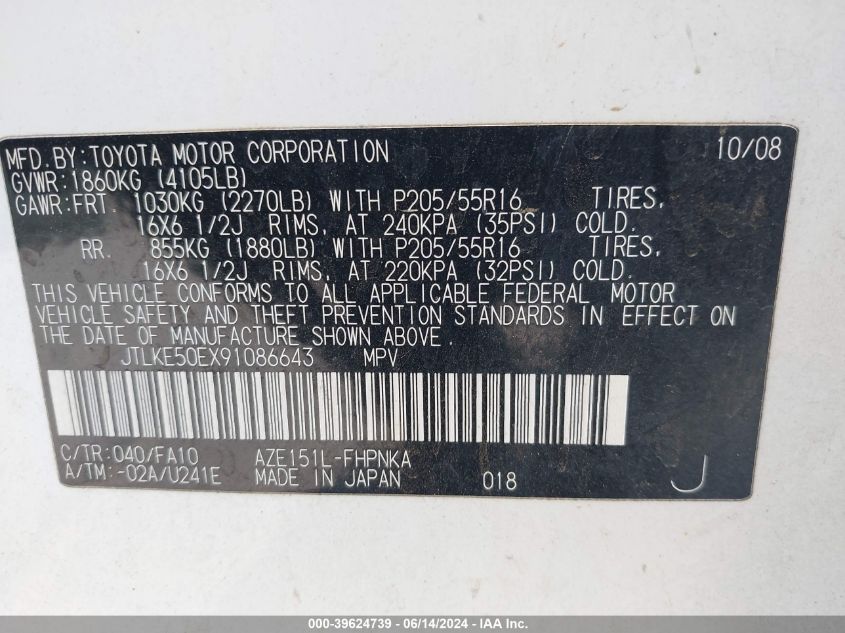 MFD.BY:TOYOTA MOTOR CORPORATION 10/08
GVWR:1860KG (4105LB)
GAWR:FRT. 1030KG (2270LB) WITH P205/55R16 TIRES,
16X6 1/2J RIMS, AT 240KPA (35PSI) COLD.
RR. 855KG (1880LB) WITH P205/55R16 TIRES,
16X6 1/2J RIMS, AT 220KPA (32PSI) COLD.
THIS VEHICLE CONFORMS TO ALL APPLICABLE FEDERAL MOTOR
VEHICLE SAFETY AND THEFT PREVENTION STANDARDS IN EFFECT ON
THE DATE OF MANUFACTURE SHOWN ABOVE.
JTLKE50EX91086643 MPV
C/TR:040/FA10 AZE151L-FHPNKA
A/TM:-02A/U241E MADE IN JAPAN 018 J
000-39624739 - 06/14/2024 - IAA Inc.